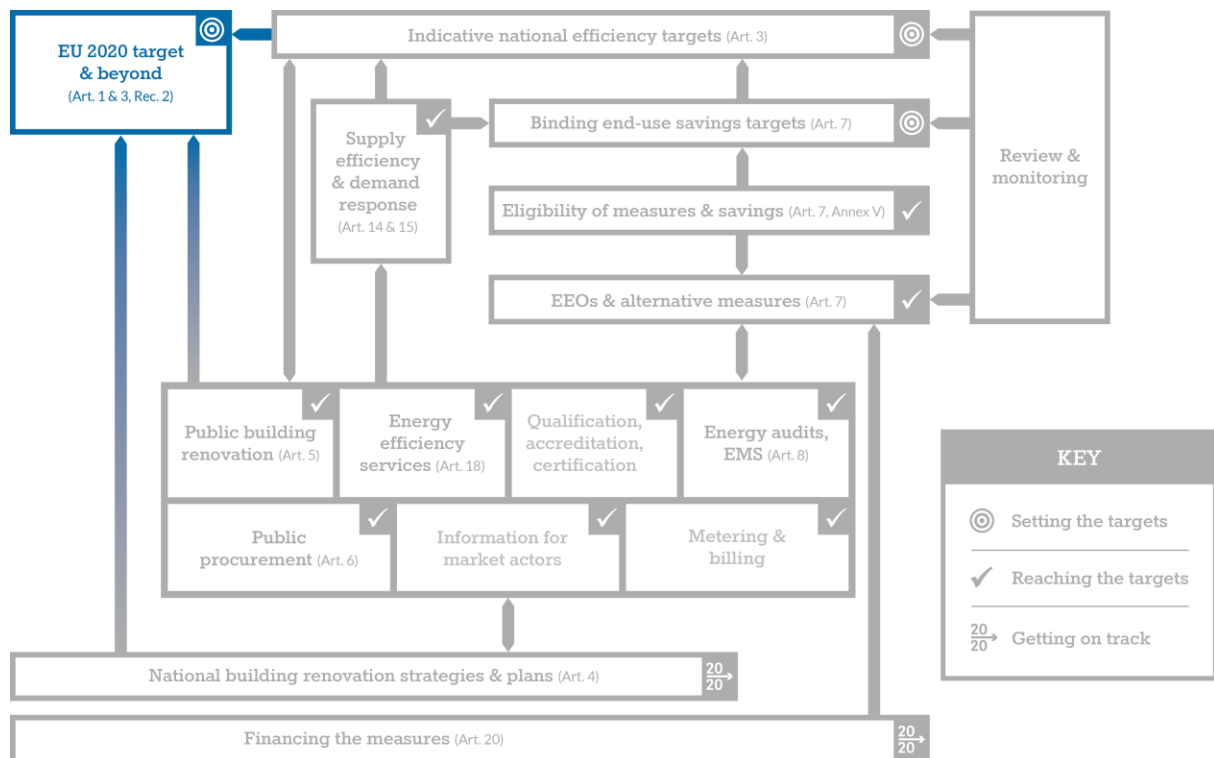 EU 2020 target
& beyond
(Art. 1 & 3, Rec. 2)
Indicative national efficiency targets (Art. 3)
Supply
efficiency
& demand
response
(Art. 14 & 15)
Binding end-use savings targets (Art. 7)
Review &
monitoring
Eligibility of measures & savings (Art. 7, Annex V)
EEOs & alternative measures (Art. 7)
Public building
renovation (Art. 5)
Energy
efficiency
services (Art. 18)
Qualification,
accreditation,
certification
Energy audits,
EMS (Art. 8)
Public
procurement (Art. 6)
Information for
market actors
Metering &
billing
KEY
Setting the targets
Reaching the targets
20
20
Getting on track
National building renovation strategies & plans (Art. 4)
20
20
Financing the measures (Art. 20)
20
20